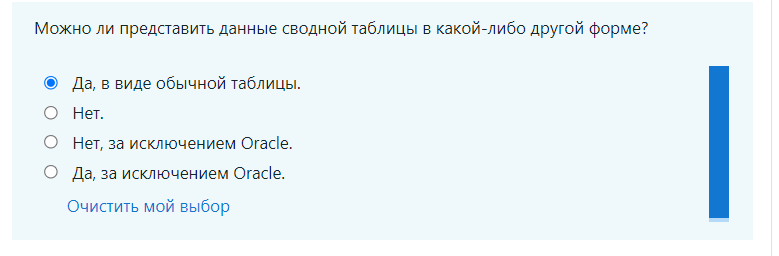 Можно ли представить данные сводной таблицы в какой-либо другой форме?
Да, в виде обычной таблицы.
Нет.
Нет, за исключением Oracle.
Да, за исключением Oracle.
Очистить мой выбор